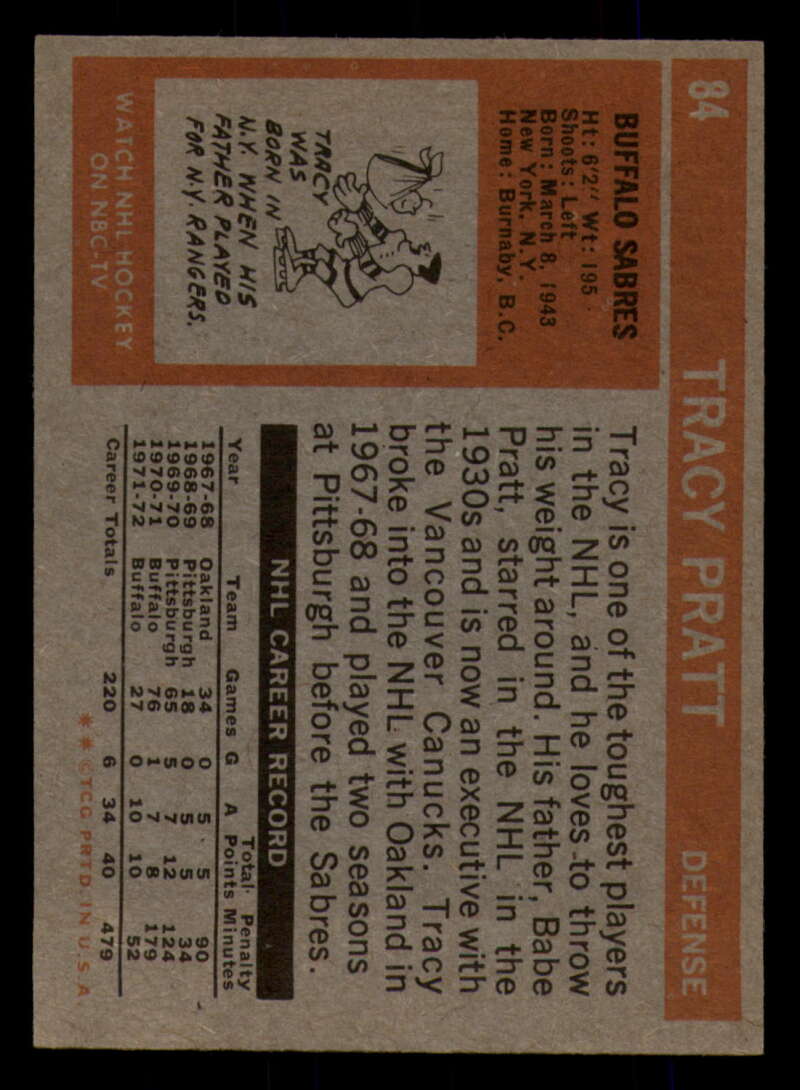 84 TRACY PRATT DEFENSE
BUFFALO SABRES
Ht: 6'2" Wt: 195
Shoots: Left
Born: March 8, 1943
New York, N.Y.
Home: Burnaby, B.C.
TRACY
WAS
BORN IN
N.Y. WHEN HIS
FATHER PLAYED
FOR N.Y. RANGERS.
WATCH NHL HOCKEY
ON NBC-TV
Tracy is one of the toughest players
in the NHL, and he loves to throw
his weight around. His father, Babe
Pratt, starred in the NHL in the
1930s and is now an executive with
the Vancouver Canucks. Tracy
broke into the NHL with Oakland in
1967-68 and played two seasons
at Pittsburgh before the Sabres.
NHL CAREER RECORD
Total Penalty
Year Team Games G A Points Minutes
1967-68 Oakland 34 0 5 5 90
1968-69 Pittsburgh 18 0 5 5 34
1969-70 Pittsburgh 65 5 7 12 124
1970-71 Buffalo 76 1 7 8 179
1971-72 Buffalo 27 0 10 10 52
Career Totals 220 6 34 40 479
** © TCG PRTD. IN U.S.A.